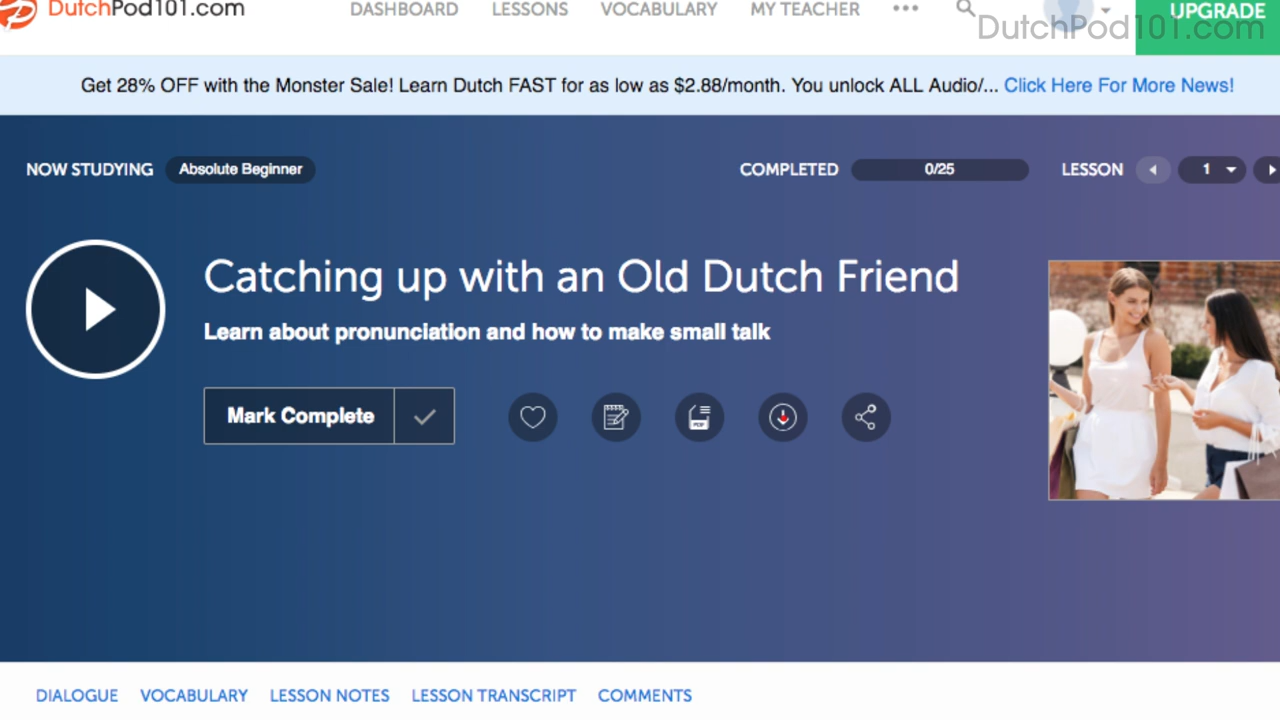 DutchPod101.com
DASHBOARD LESSONS VOCABULARY MY TEACHER ••• UPGRADE
DutchPod101.com
Get 28% OFF with the Monster Sale! Learn Dutch FAST for as low as $2.88/month. You unlock ALL Audio/... Click Here For More News!
NOW STUDYING Absolute Beginner COMPLETED 0/25 LESSON 1
Catching up with an Old Dutch Friend
Learn about pronunciation and how to make small talk
Mark Complete
PDF
DIALOGUE VOCABULARY LESSON NOTES LESSON TRANSCRIPT COMMENTS